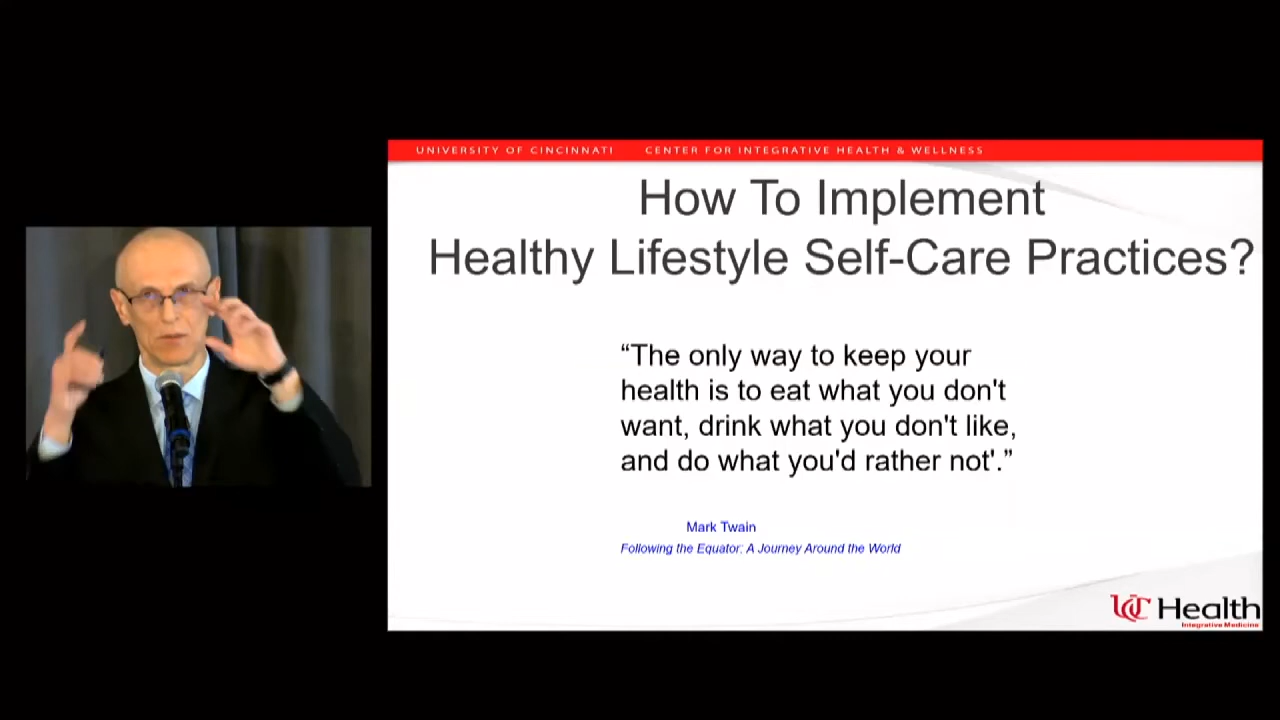 UNIVERSITY OF CINCINNATI CENTER FOR INTEGRATIVE HEALTH & WELLNESS
How To Implement
Healthy Lifestyle Self-Care Practices?
“The only way to keep your
health is to eat what you don't
want, drink what you don't like,
and do what you'd rather not'.”
Mark Twain
Following the Equator: A Journey Around the World
UC Health
Integrative Medicine